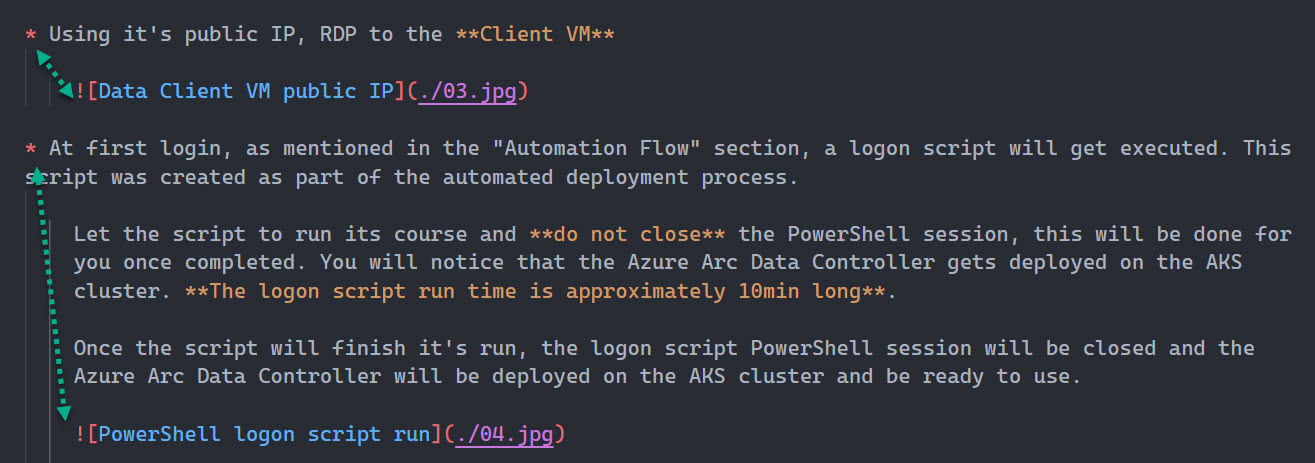 * Using it's public IP, RDP to the **Client VM**
![Data Client VM public IP](./03.jpg)
* At first login, as mentioned in the "Automation Flow" section, a logon script will get executed. This
script was created as part of the automated deployment process.
Let the script to run its course and **do not close** the PowerShell session, this will be done for
you once completed. You will notice that the Azure Arc Data Controller gets deployed on the AKS
cluster. **The logon script run time is approximately 10min long**.
Once the script will finish it's run, the logon script PowerShell session will be closed and the
Azure Arc Data Controller will be deployed on the AKS cluster and be ready to use.
![PowerShell logon script run](./04.jpg)